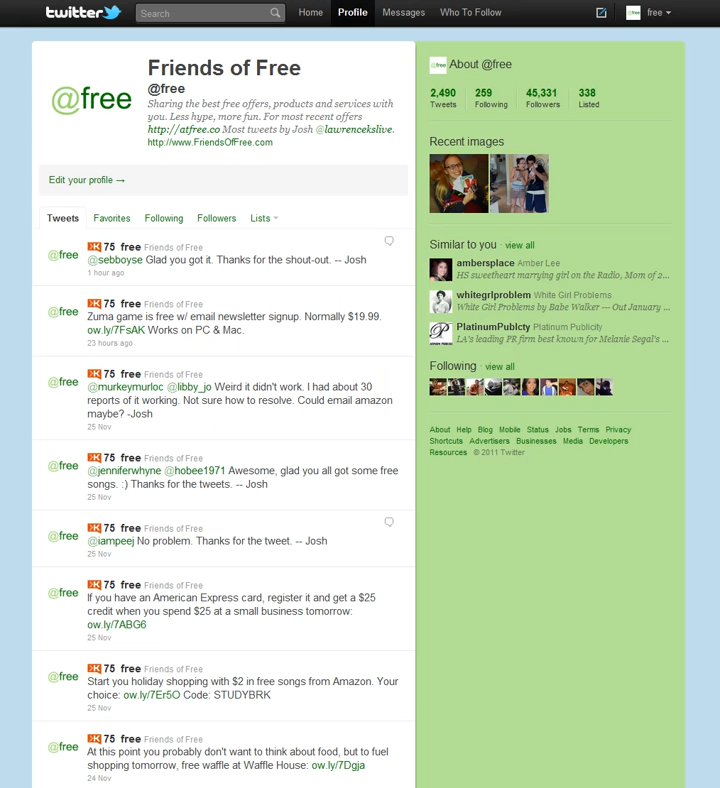 twitter
Search
Home Profile Messages Who To Follow
@free free
@free
Friends of Free
@free
Sharing the best free offers, products and services with
you. Less hype, more fun. For most recent offers
http://atfree.co Most tweets by Josh @lawrencekslive.
http://www.FriendsOfFree.com
Edit your profile →
Tweets Favorites Following Followers Lists
@free
K 75 free Friends of Free
@sebboyse Glad you got it. Thanks for the shout-out. -- Josh
1 hour ago
@free
K 75 free Friends of Free
Zuma game is free w/ email newsletter signup. Normally $19.99.
ow.ly/7FsAK Works on PC & Mac.
23 hours ago
@free
K 75 free Friends of Free
@murkeymurloc @libby_jo Weird it didn't work. I had about 30
reports of it working. Not sure how to resolve. Could email amazon
maybe? -Josh
25 Nov
@free
K 75 free Friends of Free
@jenniferwhyne @hobee1971 Awesome, glad you all got some free
songs. :) Thanks for the tweets. -- Josh
25 Nov
@free
K 75 free Friends of Free
@iampeej No problem. Thanks for the tweet. -- Josh
25 Nov
@free
K 75 free Friends of Free
If you have an American Express card, register it and get a $25
credit when you spend $25 at a small business tomorrow:
ow.ly/7ABG6
25 Nov
@free
K 75 free Friends of Free
Start you holiday shopping with $2 in free songs from Amazon. Your
choice: ow.ly/7Er5O Code: STUDYBRK
25 Nov
@free
K 75 free Friends of Free
At this point you probably don't want to think about food, but to fuel
shopping tomorrow, free waffle at Waffle House: ow.ly/7Dgja
24 Nov
@free About @free
2,490 259 45,331 338
Tweets Following Followers Listed
Recent images
Similar to you · view all
ambersplace Amber Lee
HS sweetheart marrying girl on the Radio, Mom of 2...
whitegrlproblem White Girl Problems
White Girl Problems by Babe Walker — Out January ...
PlatinumPublcty Platinum Publicity
LA's leading PR firm best known for Melanie Segal's ...
Following · view all
About Help Blog Mobile Status Jobs Terms Privacy
Shortcuts Advertisers Businesses Media Developers
Resources © 2011 Twitter